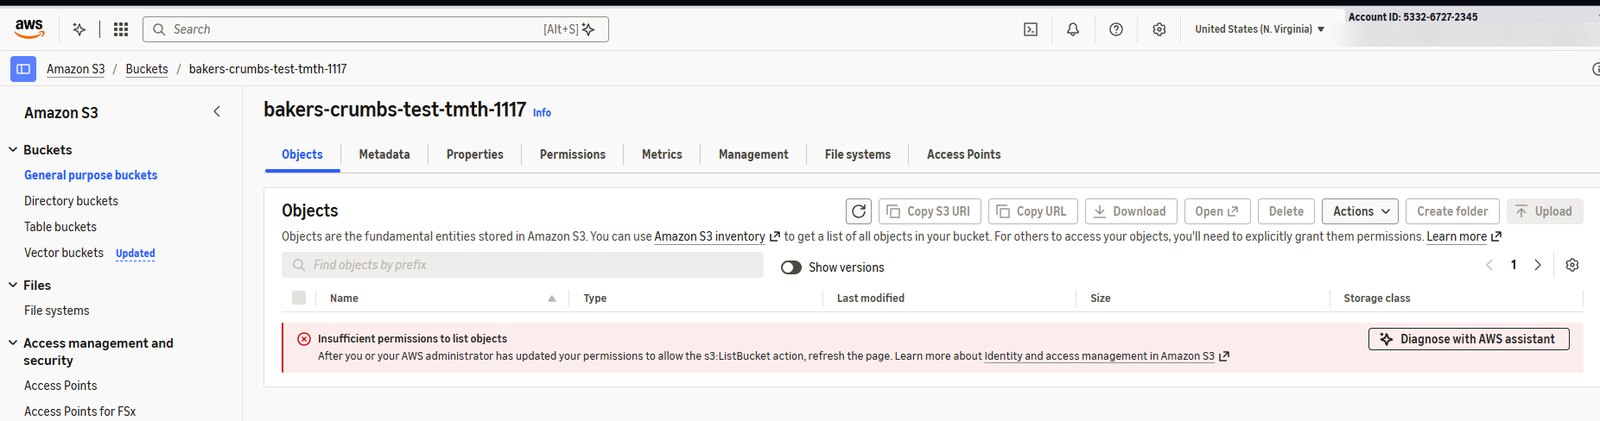 Account ID: 5332-6727-2345
aws
Search [Alt+S]
United States (N. Virginia)
Amazon S3 / Buckets / bakers-crumbs-test-tmth-1117
Amazon S3
Buckets
General purpose buckets
Directory buckets
Table buckets
Vector buckets Updated
Files
File systems
Access management and
security
Access Points
Access Points for FSx
bakers-crumbs-test-tmth-1117 Info
Objects Metadata Properties Permissions Metrics Management File systems Access Points
Objects
Copy S3 URI Copy URL Download Open Delete Actions Create folder Upload
Objects are the fundamental entities stored in Amazon S3. You can use Amazon S3 inventory to get a list of all objects in your bucket. For others to access your objects, you'll need to explicitly grant them permissions. Learn more
Find objects by prefix
Show versions
1
Name Type Last modified Size Storage class
Insufficient permissions to list objects
After you or your AWS administrator has updated your permissions to allow the s3:ListBucket action, refresh the page. Learn more about Identity and access management in Amazon S3
Diagnose with AWS assistant